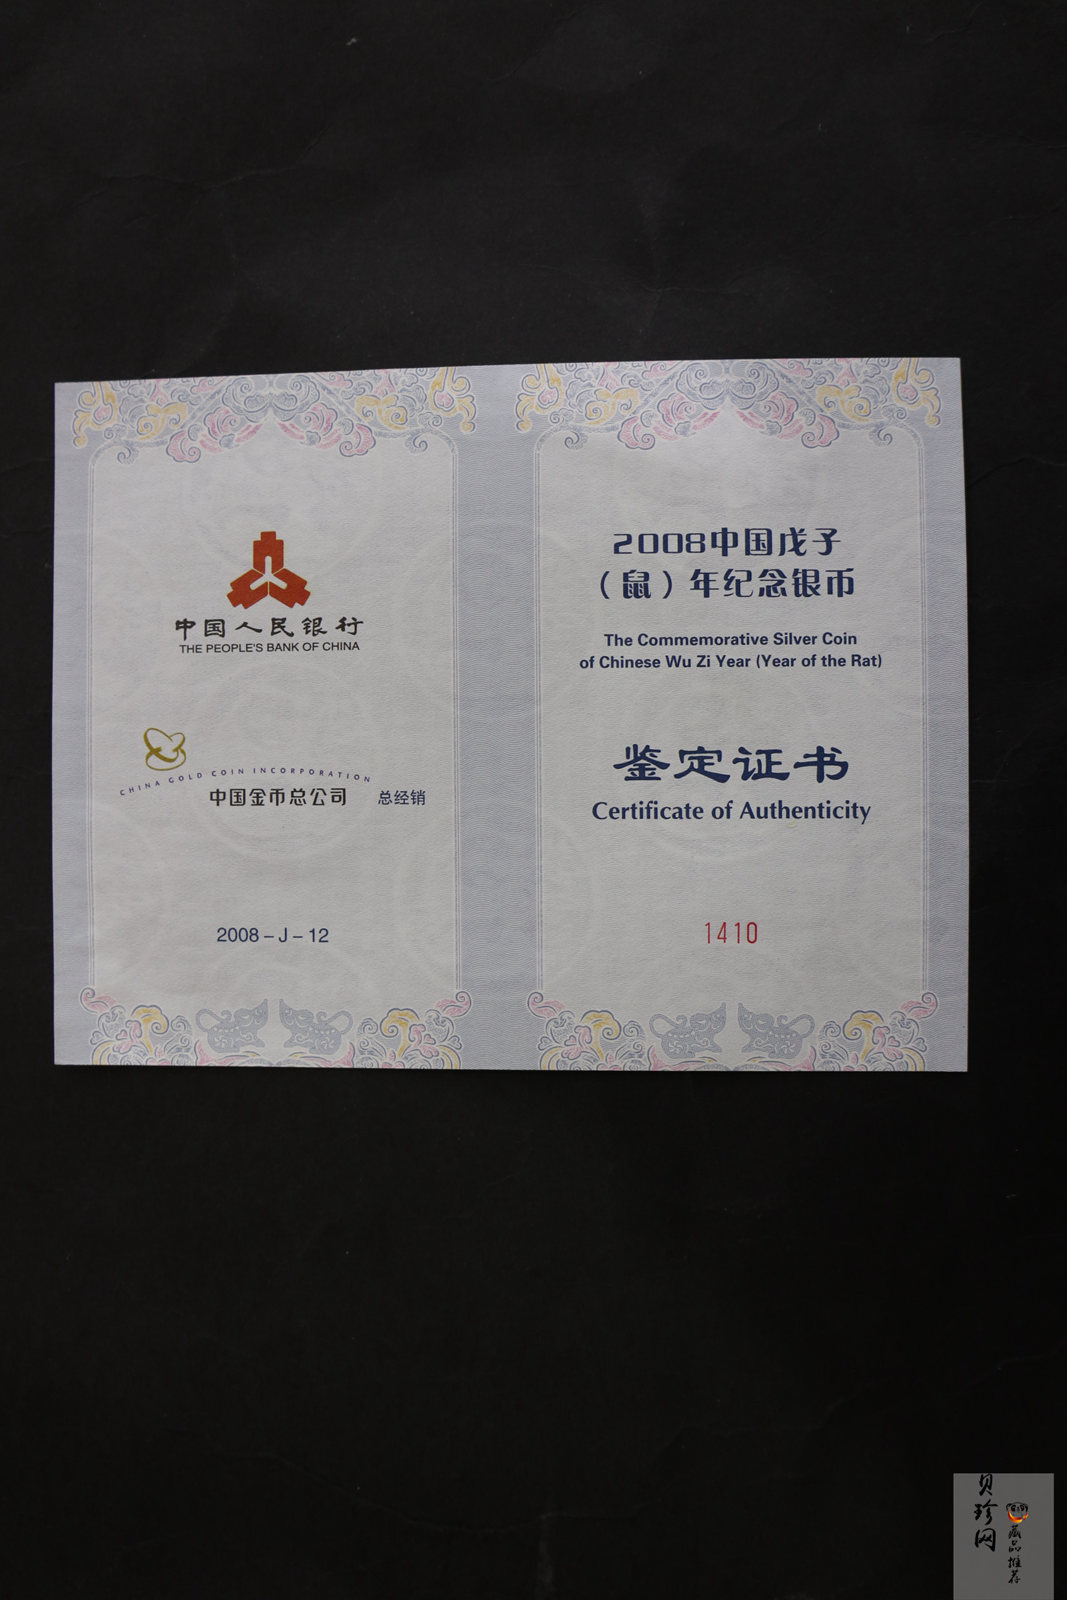 中国人民银行
THE PEOPLE'S BANK OF CHINA
CHINA GOLD COIN INCORPORATION
中国金币总公司 总经销
2008－J－12
2008中国戊子
（鼠）年纪念银币
The Commemorative Silver Coin
of Chinese Wu Zi Year (Year of the Rat)
鉴定证书
Certificate of Authenticity
1410
贝珍网
藏品推荐